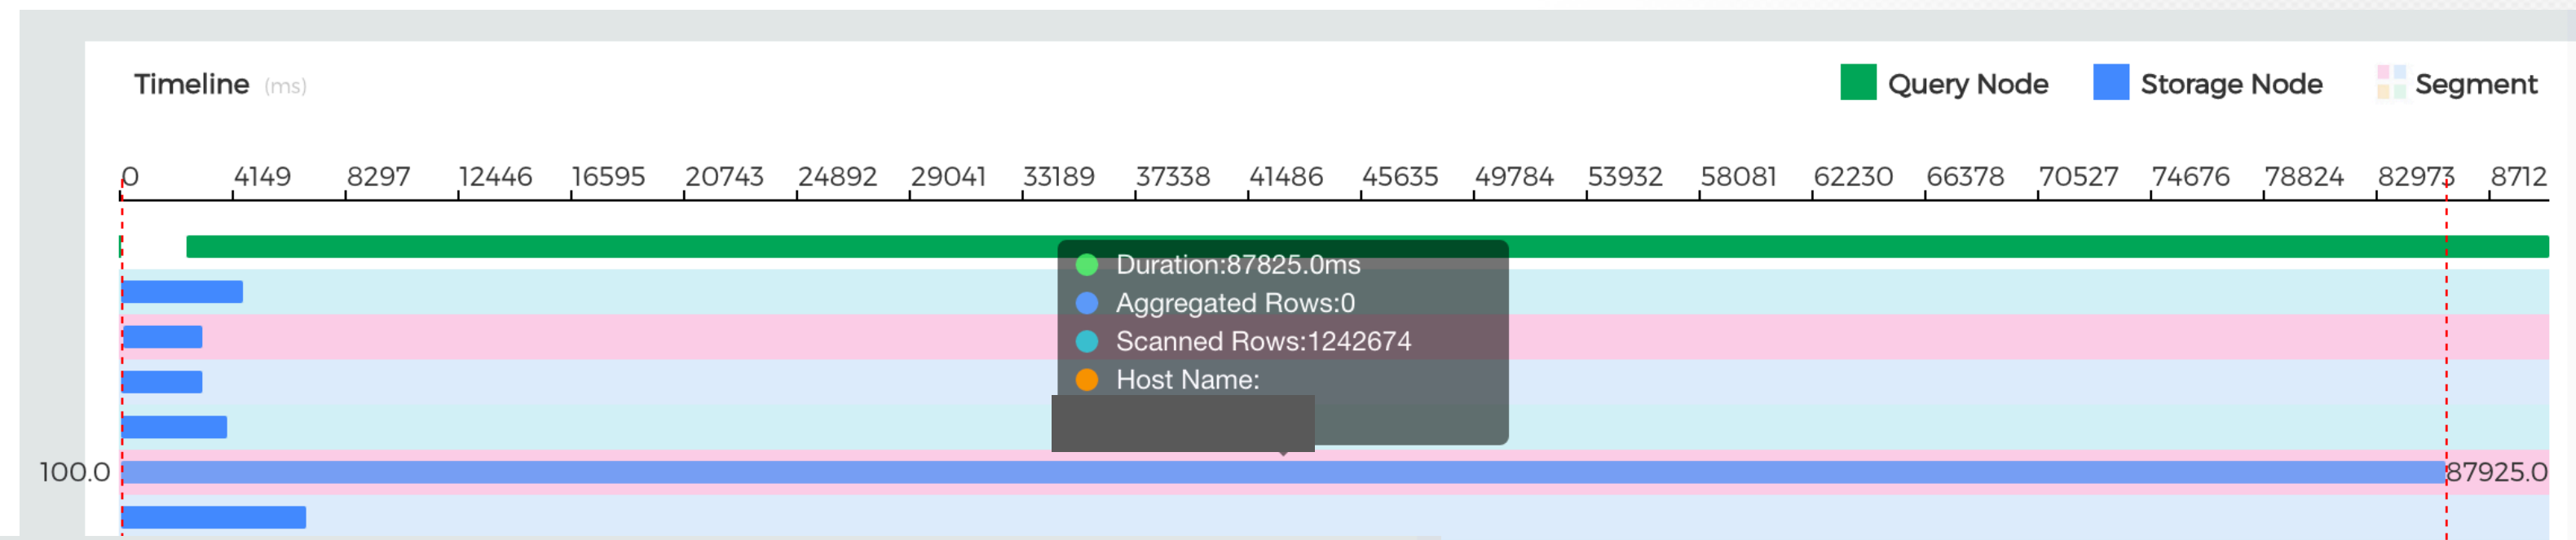 Timeline (ms)
Query Node Storage Node Segment
0 4149 8297 12446 16595 20743 24892 29041 33189 37338 41486 45635 49784 53932 58081 62230 66378 70527 74676 78824 82973 8712
Duration:87825.0ms
Aggregated Rows:0
Scanned Rows:1242674
Host Name:
100.0 87925.0